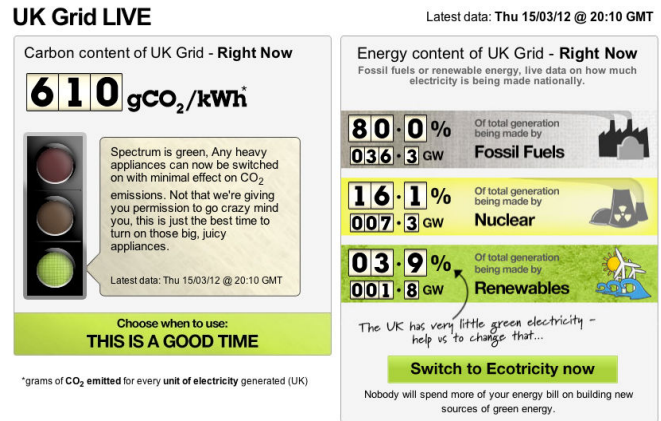 UK Grid LIVE
Latest data: Thu 15/03/12 @ 20:10 GMT
Carbon content of UK Grid - Right Now
610 gCO₂/kWh*
Spectrum is green, Any heavy
appliances can now be switched
on with minimal effect on CO₂
emissions. Not that we're giving
you permission to go crazy mind
you, this is just the best time to
turn on those big, juicy
appliances.
Latest data: Thu 15/03/12 @ 20:10 GMT
Choose when to use:
THIS IS A GOOD TIME
*grams of CO₂ emitted for every unit of electricity generated (UK)
Energy content of UK Grid - Right Now
Fossil fuels or renewable energy, live data on how much
electricity is being made nationally.
80.0%
036.3 GW
Of total generation
being made by
Fossil Fuels
16.1%
007.3 GW
Of total generation
being made by
Nuclear
03.9%
001.8 GW
Of total generation
being made by
Renewables
The UK has very little green electricity –
help us to change that...
Switch to Ecotricity now
Nobody will spend more of your energy bill on building new
sources of green energy.